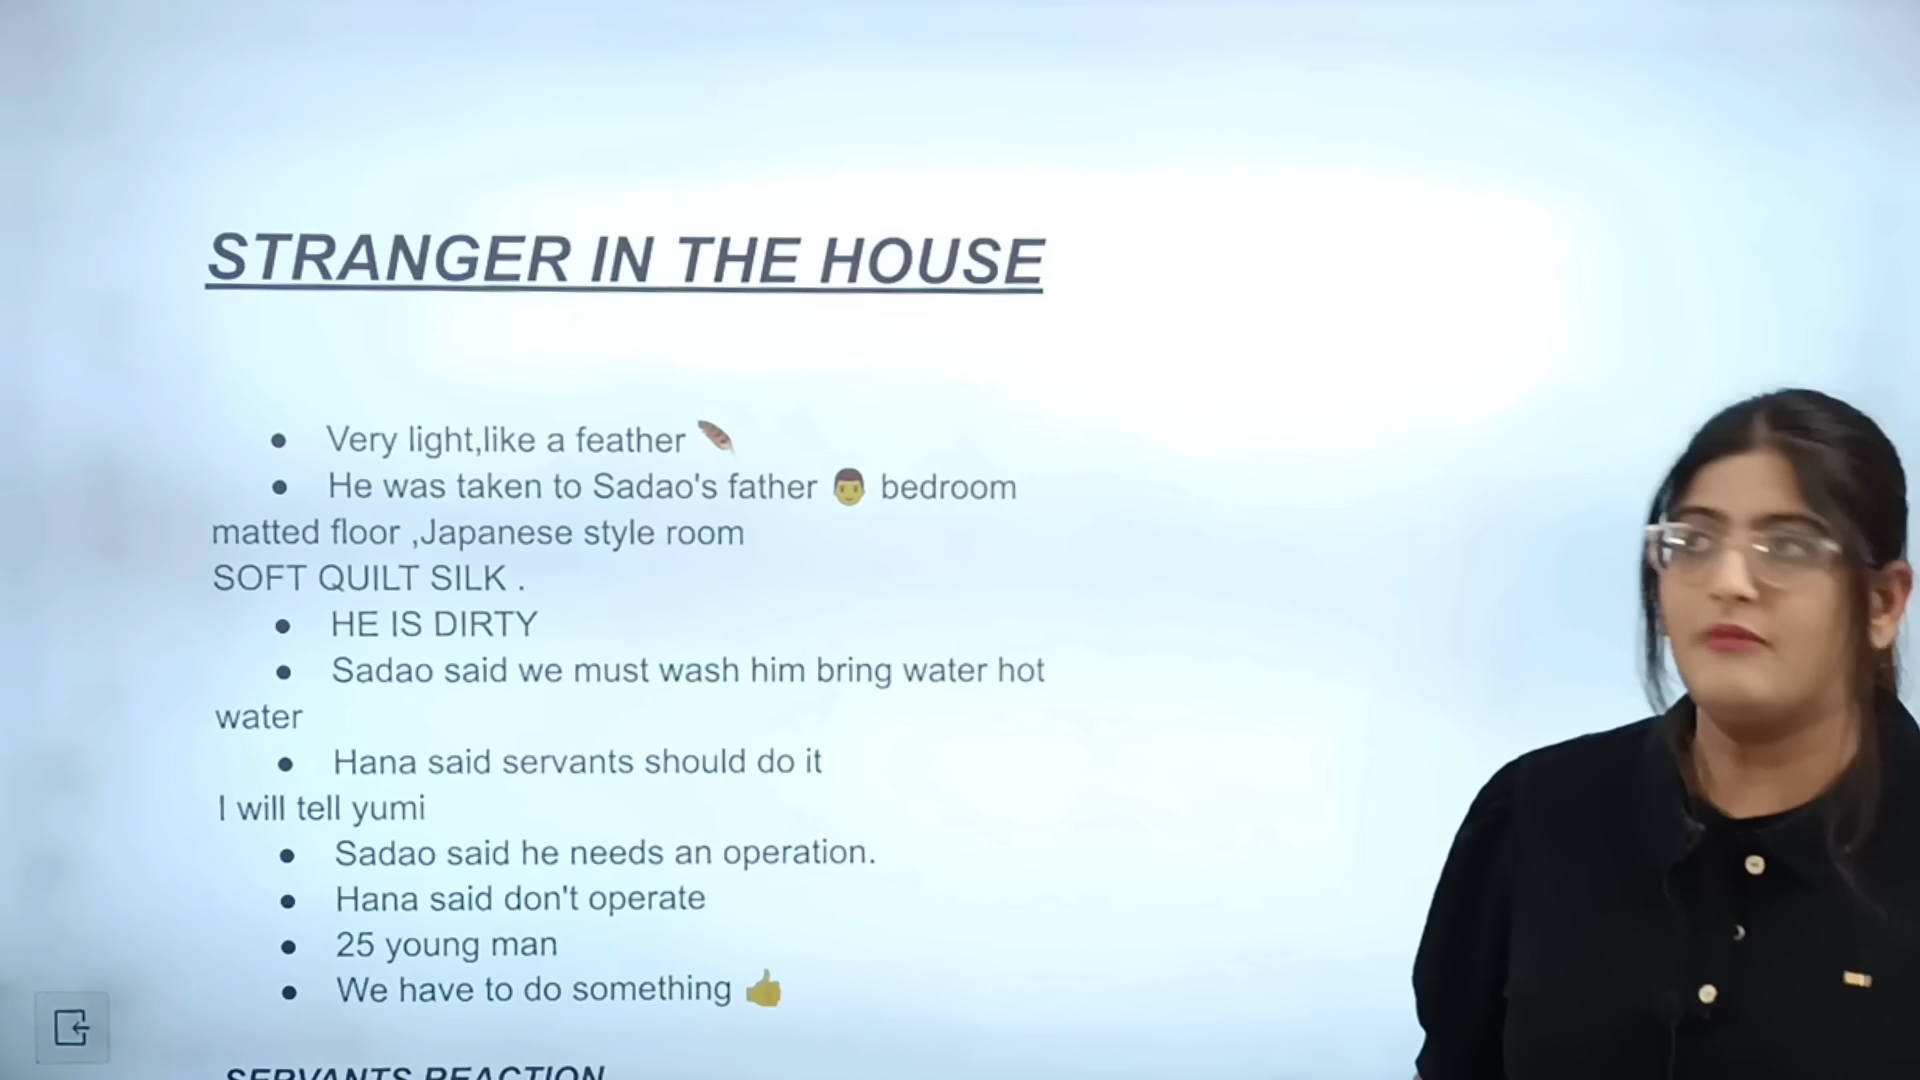 STRANGER IN THE HOUSE
● Very light,like a feather 🪶
● He was taken to Sadao's father 👨 bedroom
matted floor ,Japanese style room
SOFT QUILT SILK .
● HE IS DIRTY
● Sadao said we must wash him bring water hot
water
● Hana said servants should do it
I will tell yumi
● Sadao said he needs an operation.
● Hana said don't operate
● 25 young man
● We have to do something 👍
SERVANTS REACTION